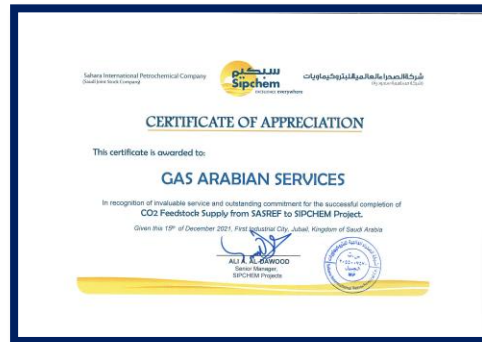 Sahara International Petrochemical Company
(Saudi Joint Stock Company)
سبكيم
Sipchem
EXCELLENCE everywhere
شركة الصحراء العالمية للبتروكيماويات
CERTIFICATE OF APPRECIATION
This certificate is awarded to:
GAS ARABIAN SERVICES
In recognition of invaluable service and outstanding commitment for the successful completion of
CO2 Feedstock Supply from SASREF to SIPCHEM Project.
Given this 15th of December 2021, First Industrial City, Jubail, Kingdom of Saudi Arabia
ALI A. AL-DAWOOD
Senior Manager,
SIPCHEM Projects